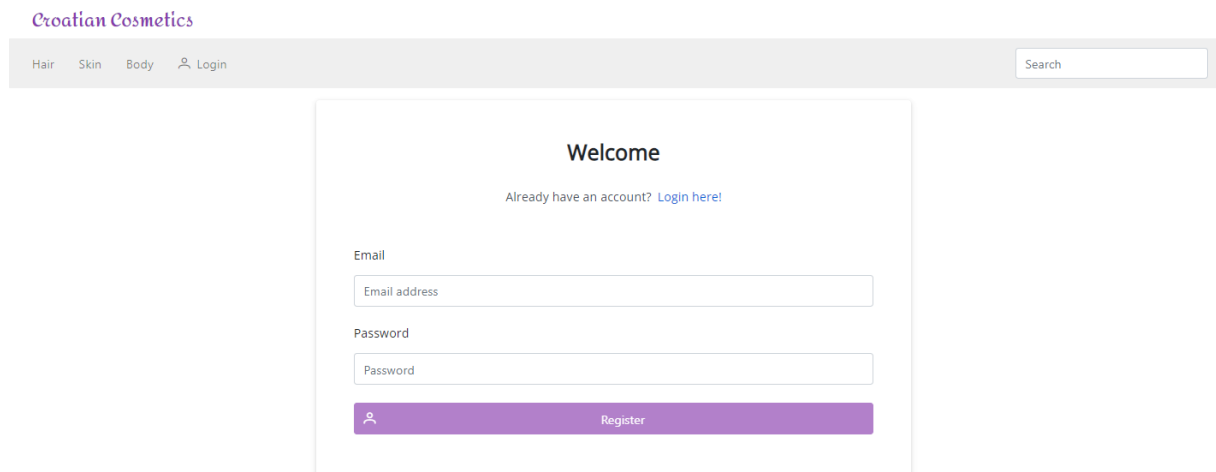 Croatian Cosmetics
Hair Skin Body Login Search
Welcome
Already have an account? Login here!
Email
Email address
Password
Password
Register